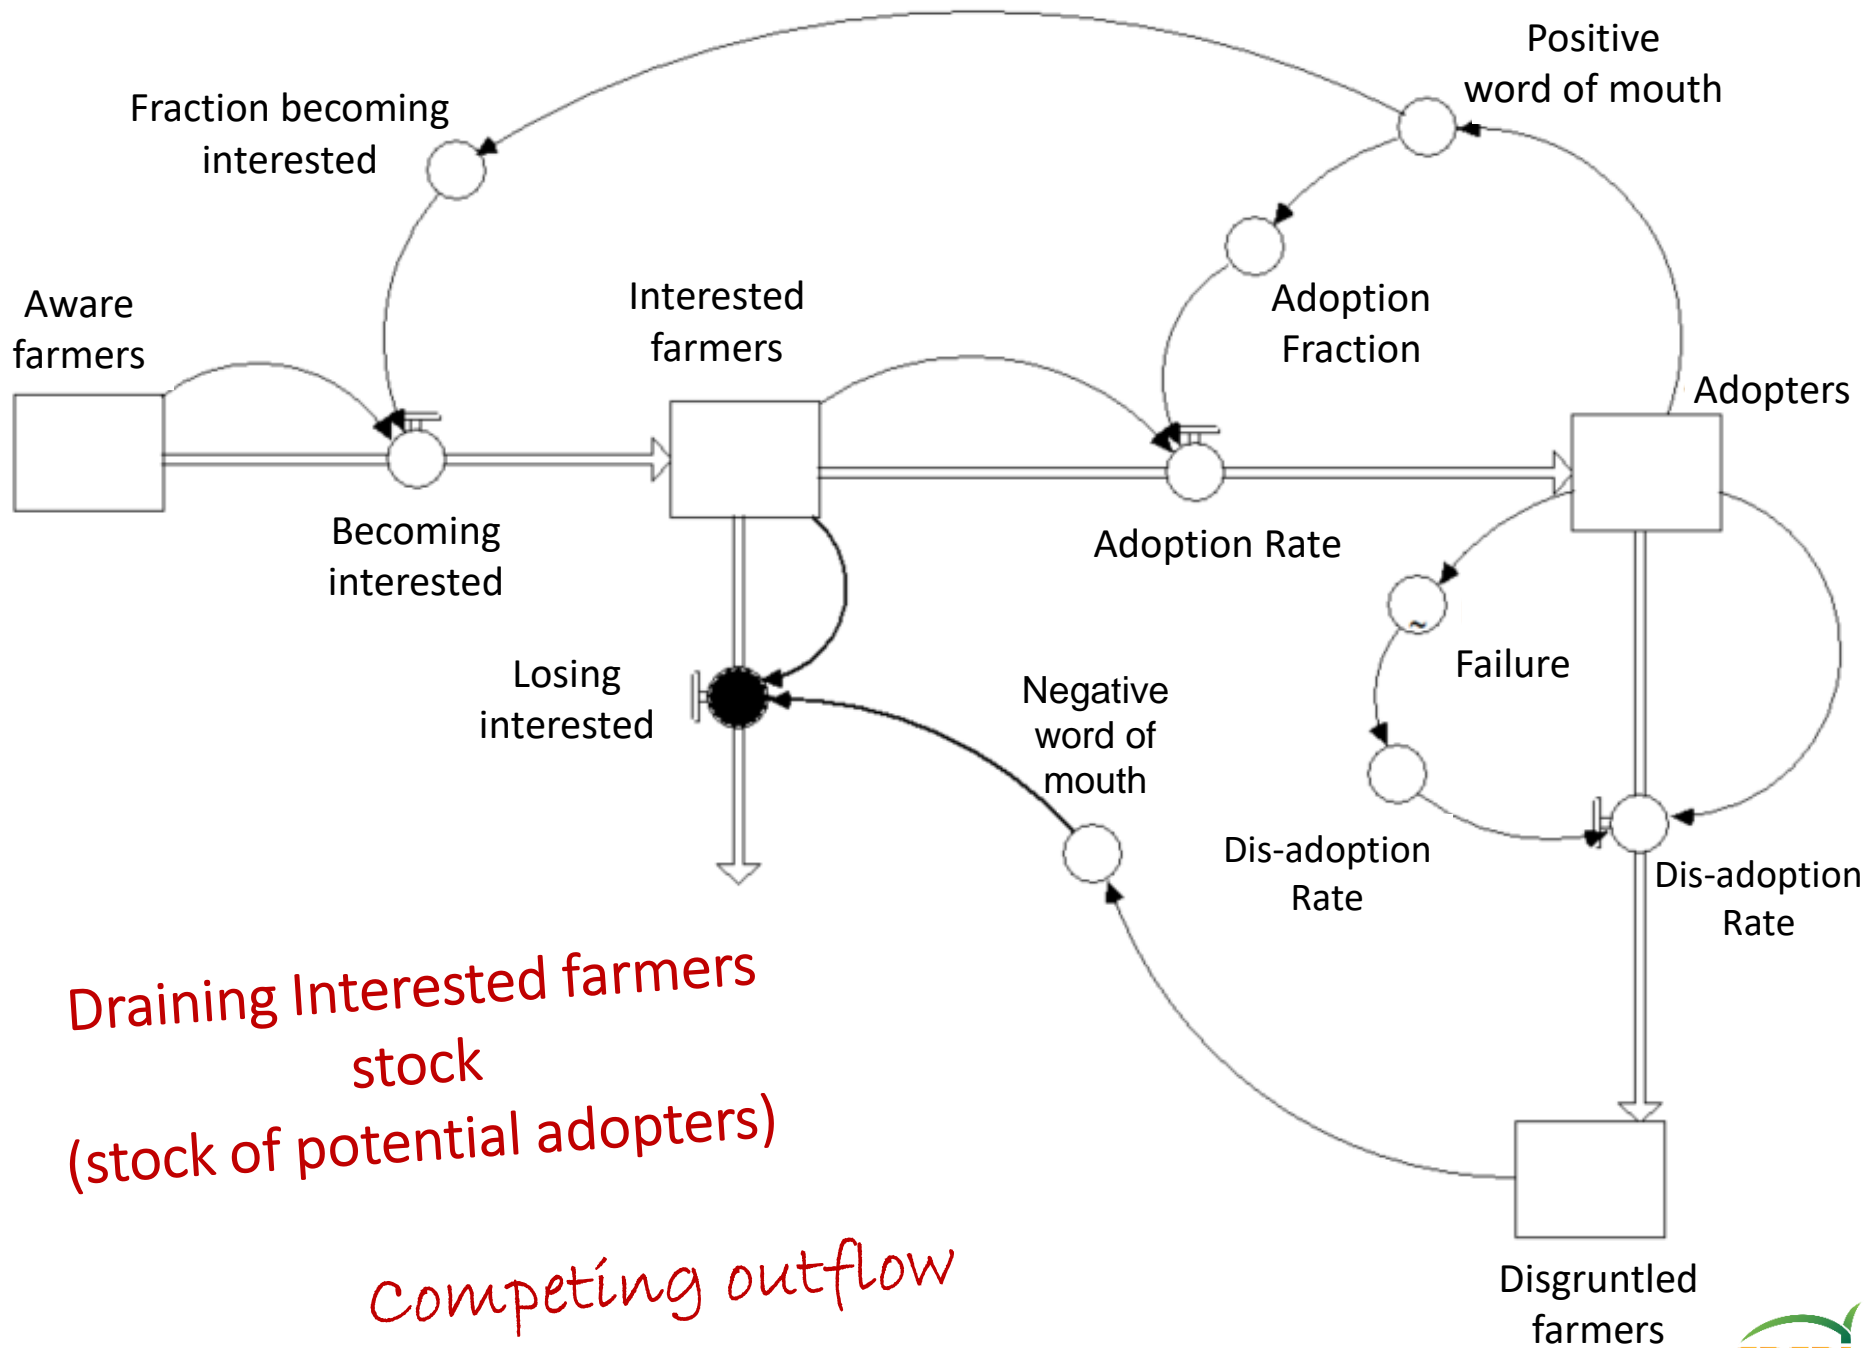 Positive
word of mouth
Fraction becoming
interested
Aware
farmers
Interested
farmers
Adoption
Fraction
Adopters
Becoming
interested
Adoption Rate
Losing
interested
Negative
word of
mouth
~
Failure
Dis-adoption
Rate
Dis-adoption
Rate
Draining Interested farmers
stock
(stock of potential adopters)
Competing outflow
Disgruntled
farmers